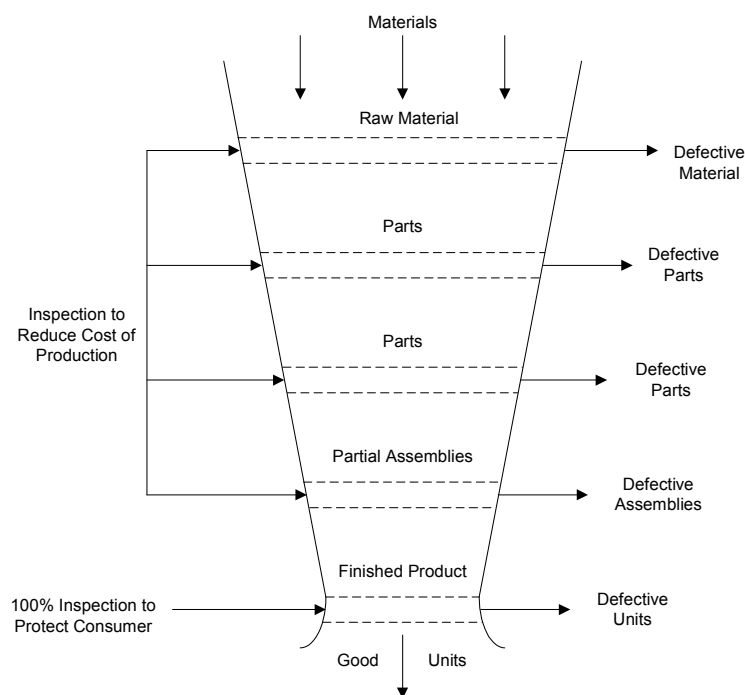 Materials
Raw Material
Defective
Material
Parts
Defective
Parts
Inspection to
Reduce Cost of
Production
Parts
Defective
Parts
Partial Assemblies
Defective
Assemblies
Finished Product
100% Inspection to
Protect Consumer
Defective
Units
Good Units